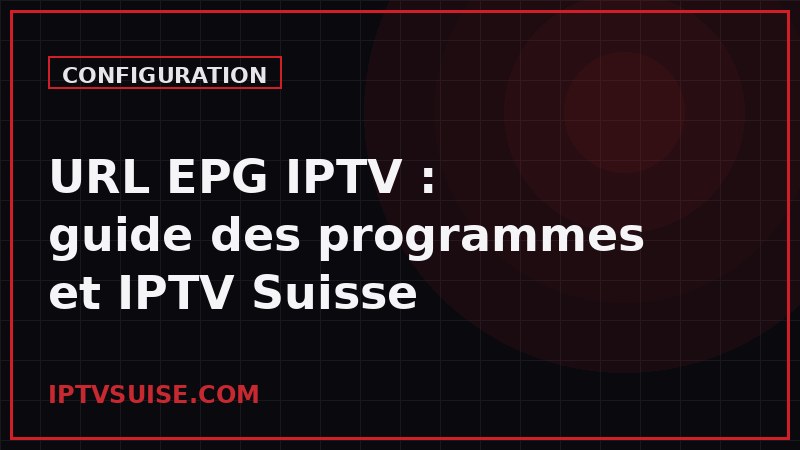 CONFIGURATION
URL EPG IPTV :
guide des programmes
et IPTV Suisse
IPTVSUISE.COM